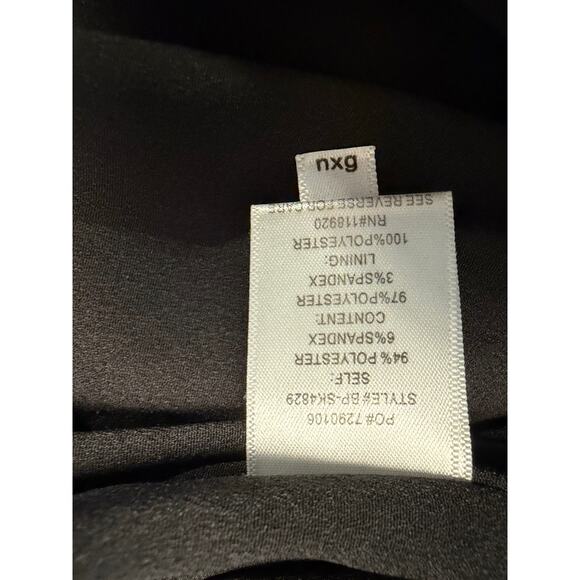 nxg
PO# 7290106
STYLE# BP-SK4829
SELF:
94% POLYESTER
6%SPANDEX
CONTENT:
97%POLYESTER
3%SPANDEX
LINING:
100%POLYESTER
RN#118920
SEE REVERSE FOR CARE